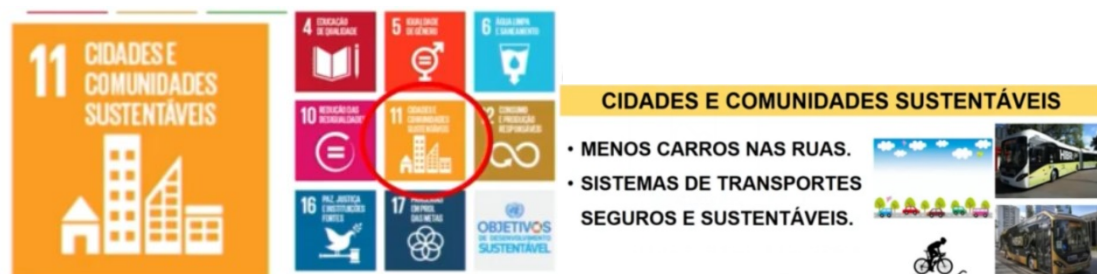 11
CIDADES E
COMUNIDADES
SUSTENTÁVEIS
4 EDUCAÇÃO
DE QUALIDADE
5 IGUALDADE
DE GÊNERO
6 ÁGUA LIMPA
E SANEAMENTO
10 REDUÇÃO DAS
DESIGUALDADES
11 CIDADES E
COMUNIDADES
SUSTENTÁVEIS
2 CONSUMO
E PRODUÇÃO
RESPONSÁVEIS
16 PAZ, JUSTIÇA
E INSTITUIÇÕES
FORTES
17
EM PROL
DAS METAS
OBJETIVOS
DE DESENVOLVIMENTO
SUSTENTÁVEL
CIDADES E COMUNIDADES SUSTENTÁVEIS
• MENOS CARROS NAS RUAS.
• SISTEMAS DE TRANSPORTES
SEGUROS E SUSTENTÁVEIS.